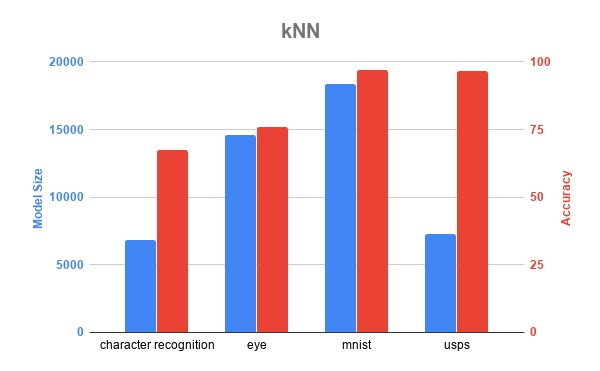 kNN
20000
15000
10000
5000
0
Model Size
100
75
50
25
0
Accuracy
character recognition
eye
mnist
usps